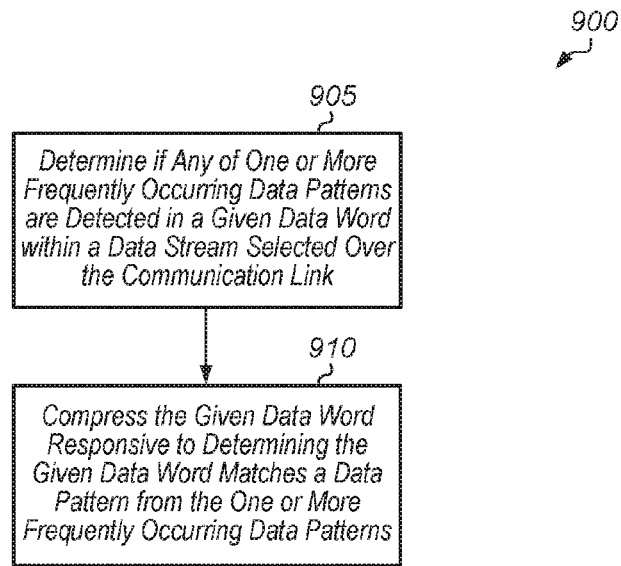 900
905
Determine if Any of One or More
Frequently Occurring Data Patterns
are Detected in a Given Data Word
within a Data Stream Selected Over
the Communication Link
910
Compress the Given Data Word
Responsive to Determining the
Given Data Word Matches a Data
Pattern from the One or More
Frequently Occurring Data Patterns